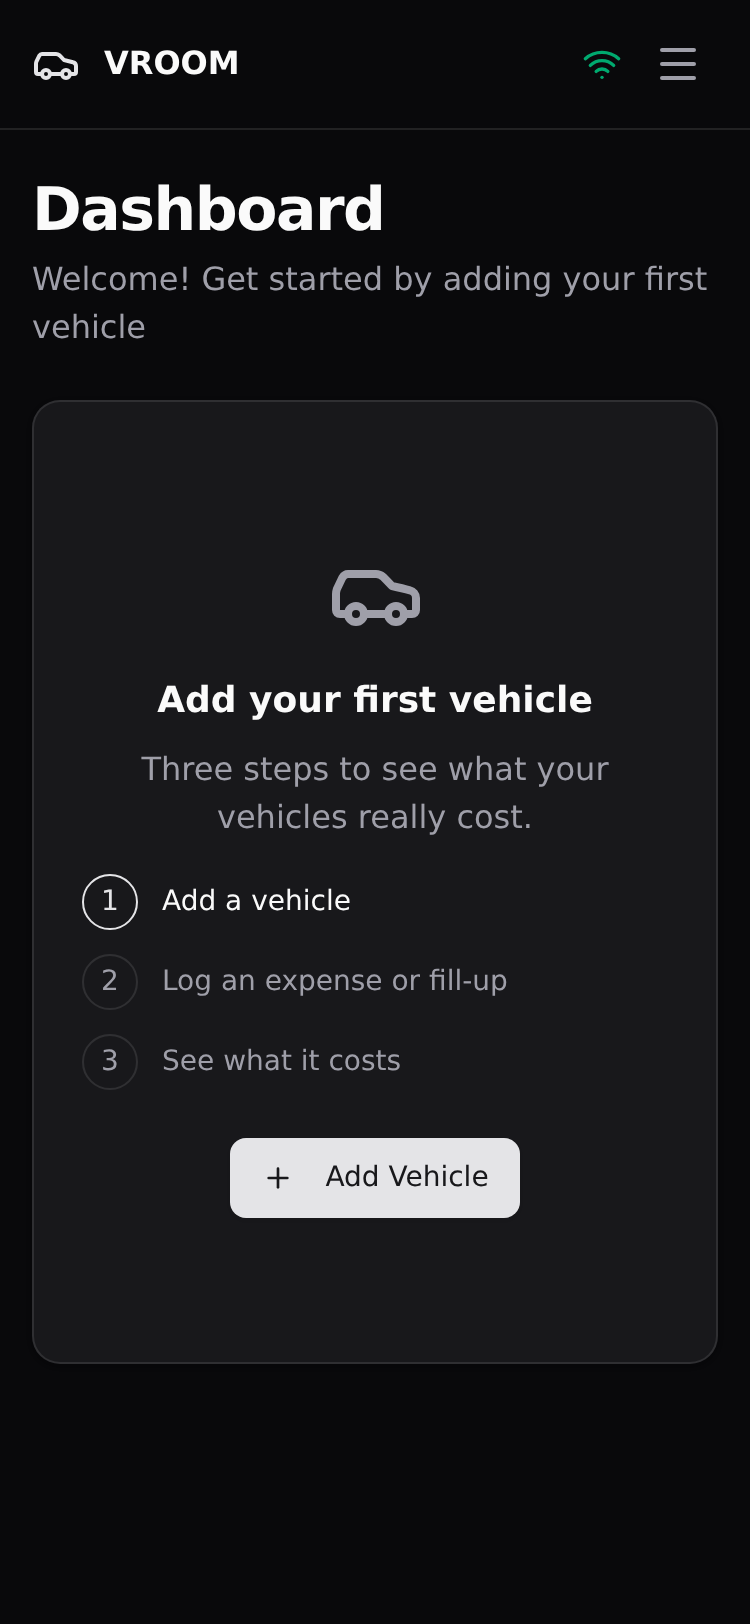 VROOM
Dashboard
Welcome! Get started by adding your first
vehicle
Add your first vehicle
Three steps to see what your
vehicles really cost.
1 Add a vehicle
2 Log an expense or fill-up
3 See what it costs
+ Add Vehicle